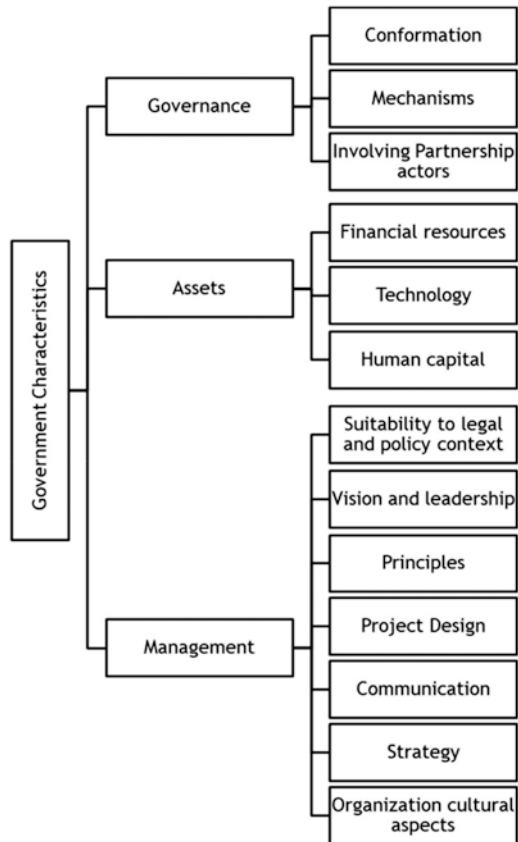 Government Characteristics
Governance
Conformation
Mechanisms
Involving Partnership
actors
Assets
Financial resources
Technology
Human capital
Management
Suitability to legal
and policy context
Vision and leadership
Principles
Project Design
Communication
Strategy
Organization cultural
aspects